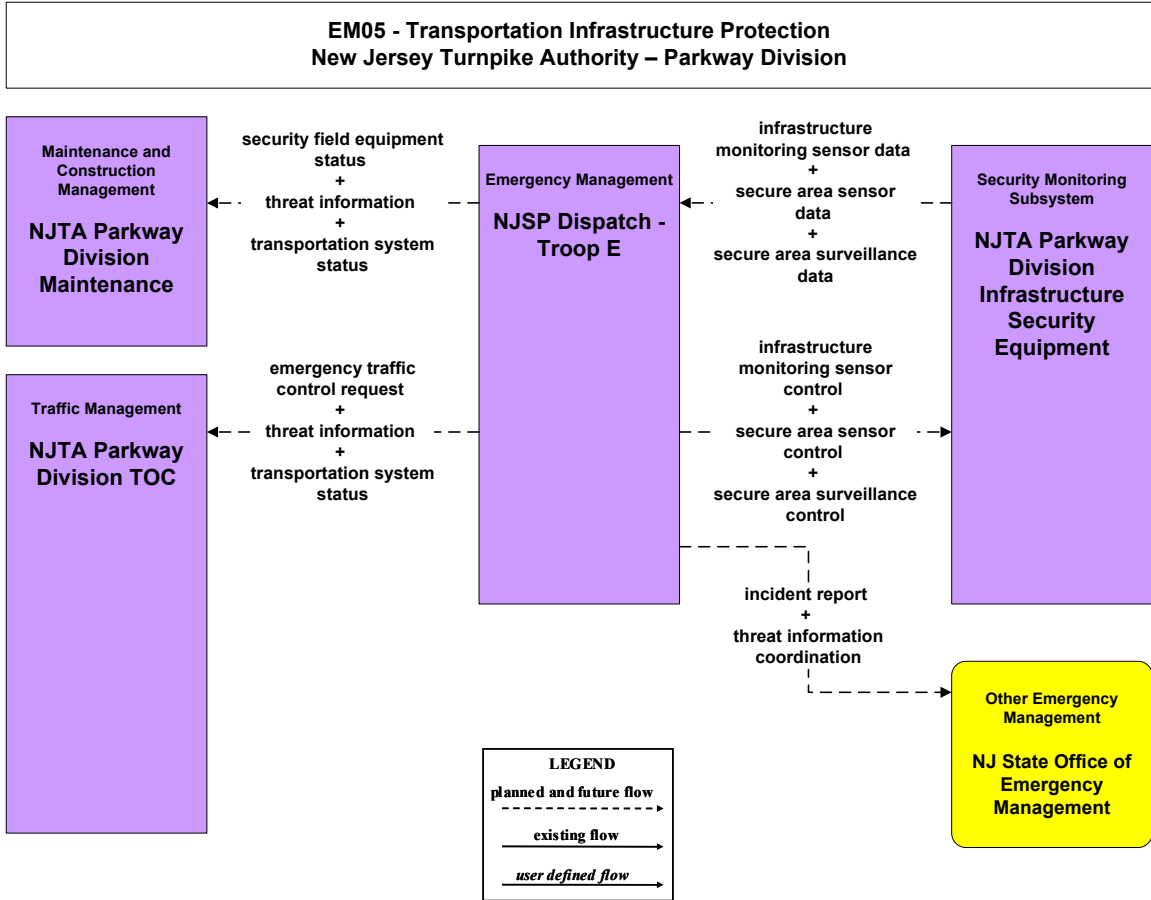 EM05 - Transportation Infrastructure Protection
New Jersey Turnpike Authority – Parkway Division
Maintenance and
Construction
Management
NJTA Parkway
Division
Maintenance
security field equipment
status
+
threat information
+
transportation system
status
Emergency Management
NJSP Dispatch -
Troop E
infrastructure
monitoring sensor data
+
secure area sensor
data
+
secure area surveillance
data
Security Monitoring
Subsystem
NJTA Parkway
Division
Infrastructure
Security
Equipment
Traffic Management
NJTA Parkway
Division TOC
emergency traffic
control request
+
threat information
+
transportation system
status
infrastructure
monitoring sensor
control
+
secure area sensor
control
+
secure area surveillance
control
incident report
+
threat information
coordination
Other Emergency
Management
NJ State Office of
Emergency
Management
LEGEND
planned and future flow
existing flow
user defined flow